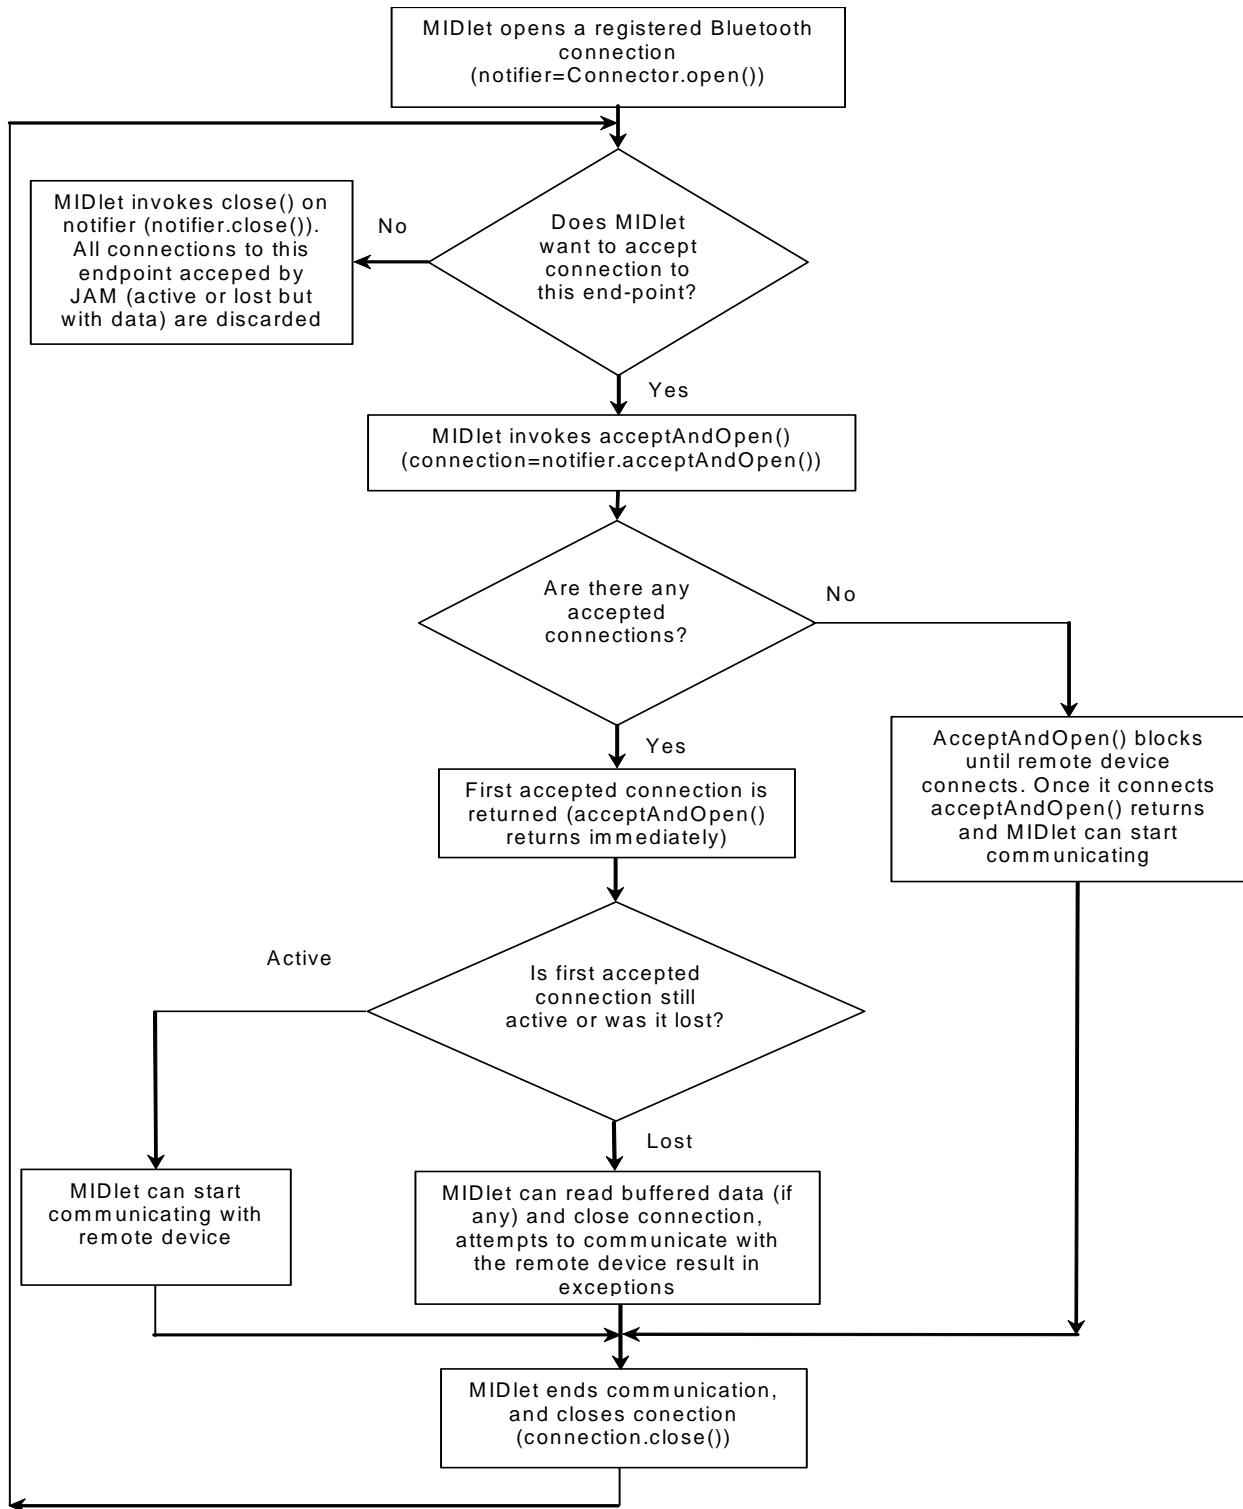 MIDlet opens a registered Bluetooth
connection
(notifier=Connector.open())
MIDlet invokes close() on
notifier (notifier.close()).
All connections to this
endpoint acceped by
JAM (active or lost but
with data) are discarded
No
Does MIDlet
want to accept
connection to
this end-point?
Yes
MIDlet invokes acceptAndOpen()
(connection=notifier.acceptAndOpen())
Are there any
accepted
connections?
No
Yes
First accepted connection is
returned (acceptAndOpen()
returns immediately)
AcceptAndOpen() blocks
until remote device
connects. Once it connects
acceptAndOpen() returns
and MIDlet can start
communicating
Active
Is first accepted
connection still
active or was it lost?
Lost
MIDlet can start
communicating with
remote device
MIDlet can read buffered data (if
any) and close connection,
attempts to communicate with
the remote device result in
exceptions
MIDlet ends communication,
and closes conection
(connection.close())